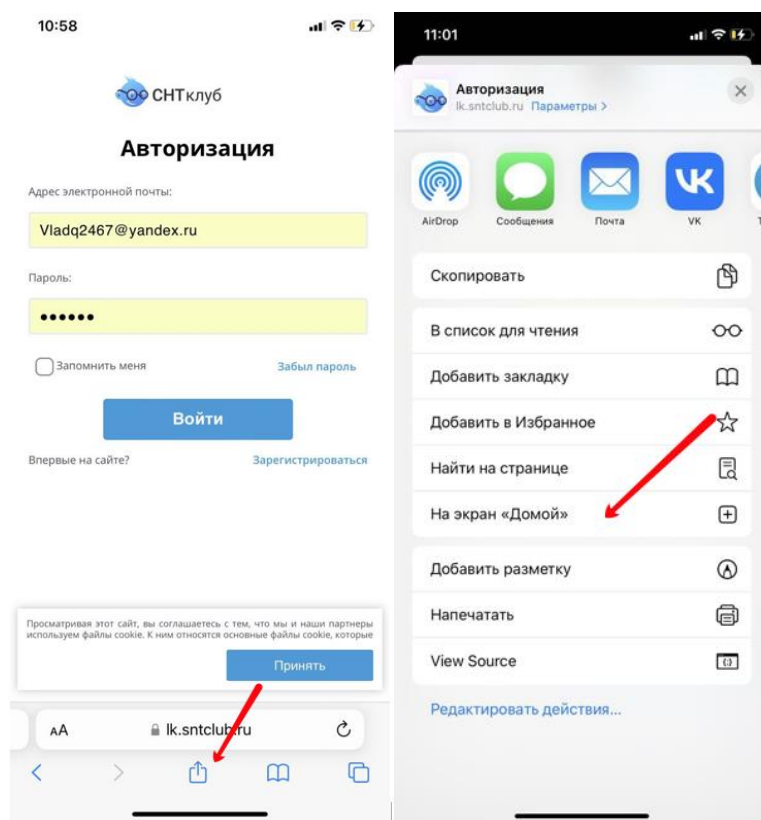 10:58
СНТклуб
Авторизация
Адрес электронной почты:
Vladq2467@yandex.ru
Пароль:
Запомнить меня
Забыл пароль
Войти
Впервые на сайте?
Зарегистрироваться
Просматривая этот сайт, вы соглашаетесь с тем, что мы и наши партнеры
используем файлы cookie. К ним относятся основные файлы cookie, которые
Принять
AA
lk.sntclub.ru
11:01
Авторизация
lk.sntclub.ru Параметры >
AirDrop
Сообщения
Почта
VK
Скопировать
В список для чтения
Добавить закладку
Добавить в Избранное
Найти на странице
На экран «Домой»
Добавить разметку
Напечатать
View Source
Редактировать действия...